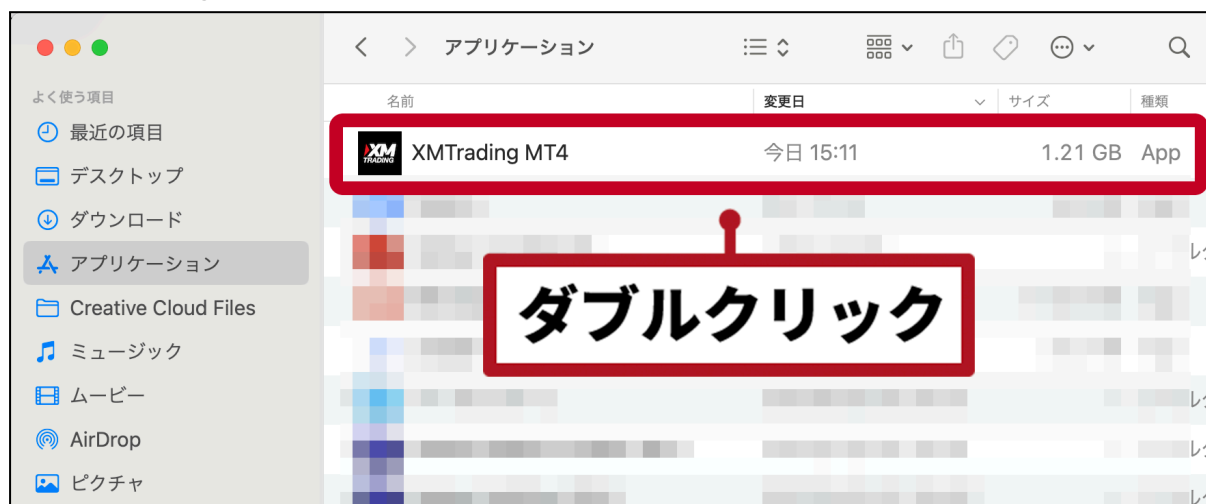 アプリケーション
よく使う項目
最近の項目
デスクトップ
ダウンロード
アプリケーション
Creative Cloud Files
ミュージック
ムービー
AirDrop
ピクチャ
名前 変更日 サイズ 種類
XM TRADING
XMTrading MT4 今日 15:11 1.21 GB App
ダブルクリック